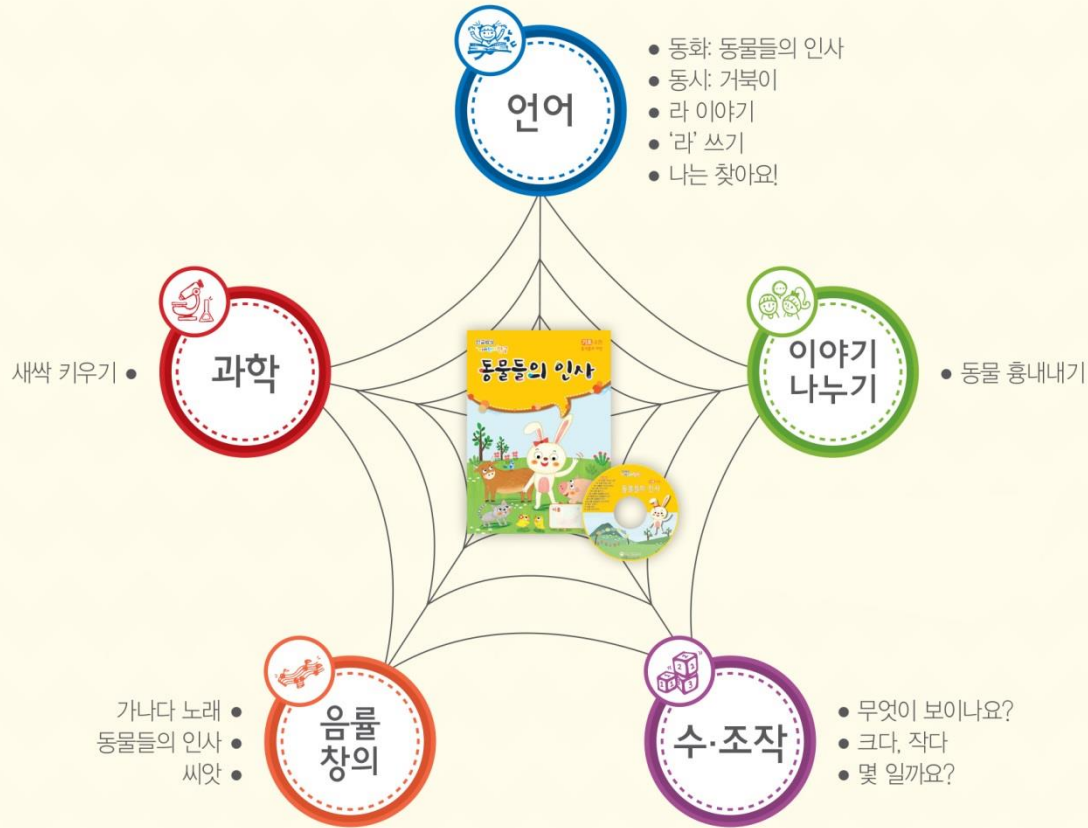 언어
● 동화: 동물들의 인사
● 동시: 거북이
● 라 이야기
● ‘라’ 쓰기
● 나는 찾아요!
과학
새싹 키우기 ●
이야기
나누기
● 동물 흉내내기
동물들의 인사
음률
창의
가나다 노래 ●
동물들의 인사 ●
씨앗 ●
수·조작
● 무엇이 보이나요?
● 크다, 작다
● 몇 일까요?